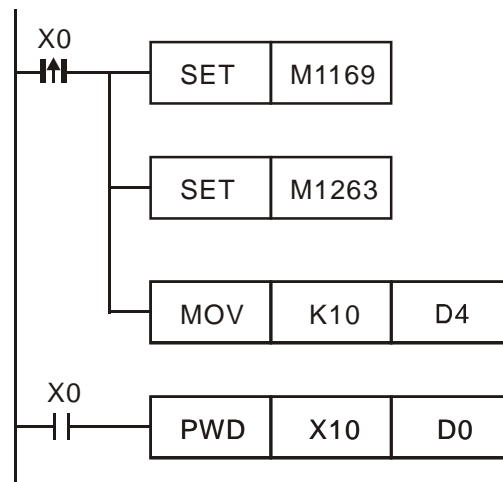 X0
SET M1169
SET M1263
MOV K10 D4
X0
PWD X10 D0